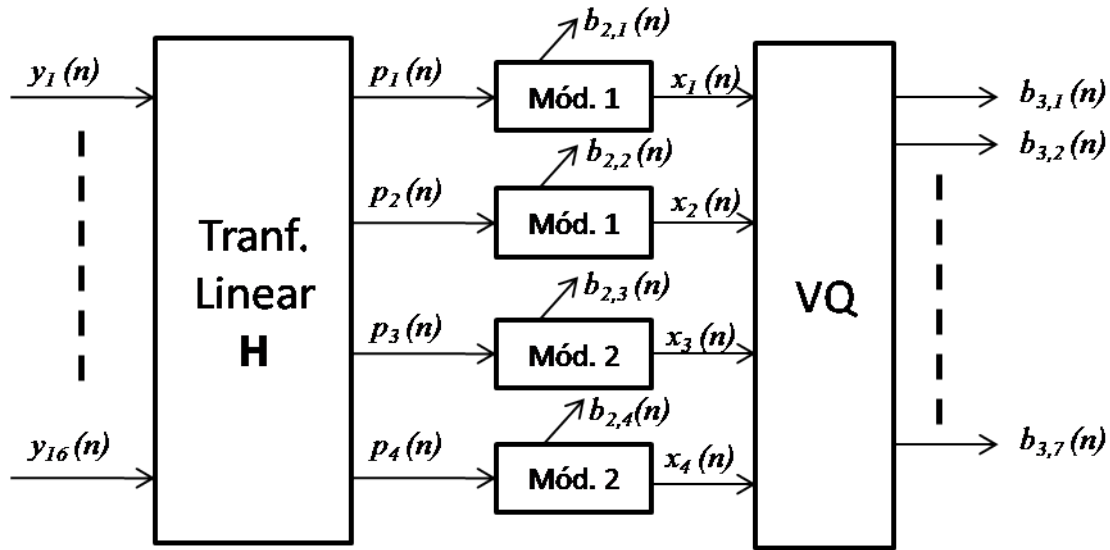 b2,1(n)
y1(n)
p1(n)
Mód. 1
x1(n)
b3,1(n)
b2,2(n)
b3,2(n)
p2(n)
Mód. 1
x2(n)
Tranf.
Linear
H
VQ
b2,3(n)
p3(n)
Mód. 2
x3(n)
b2,4(n)
y16(n)
p4(n)
Mód. 2
x4(n)
b3,7(n)